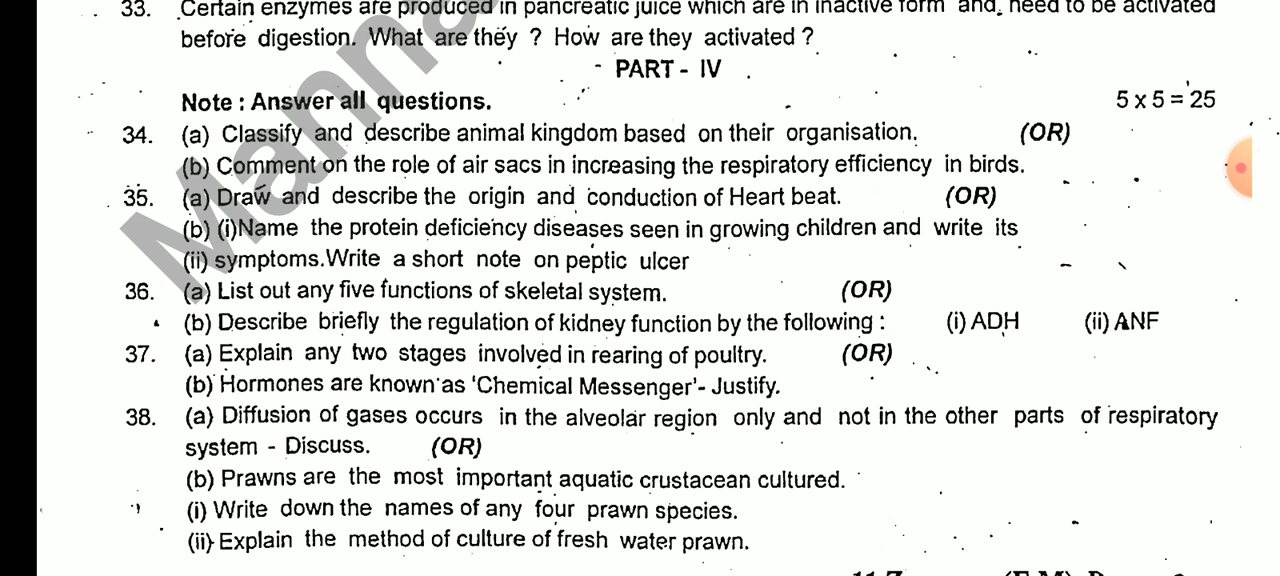 33. Certain enzymes are produced in pancreatic juice which are in inactive form and need to be activated
before digestion. What are they ? How are they activated ?
PART - IV
Note : Answer all questions. 5 x 5 = 25
34. (a) Classify and describe animal kingdom based on their organisation. (OR)
(b) Comment on the role of air sacs in increasing the respiratory efficiency in birds.
35. (a) Draw and describe the origin and conduction of Heart beat. (OR)
(b) (i)Name the protein deficiency diseases seen in growing children and write its
(ii) symptoms.Write a short note on peptic ulcer
36. (a) List out any five functions of skeletal system. (OR)
(b) Describe briefly the regulation of kidney function by the following : (i) ADH (ii) ANF
37. (a) Explain any two stages involved in rearing of poultry. (OR)
(b) Hormones are known as 'Chemical Messenger'- Justify.
38. (a) Diffusion of gases occurs in the alveolar region only and not in the other parts of respiratory
system - Discuss. (OR)
(b) Prawns are the most important aquatic crustacean cultured.
(i) Write down the names of any four prawn species.
(ii) Explain the method of culture of fresh water prawn.